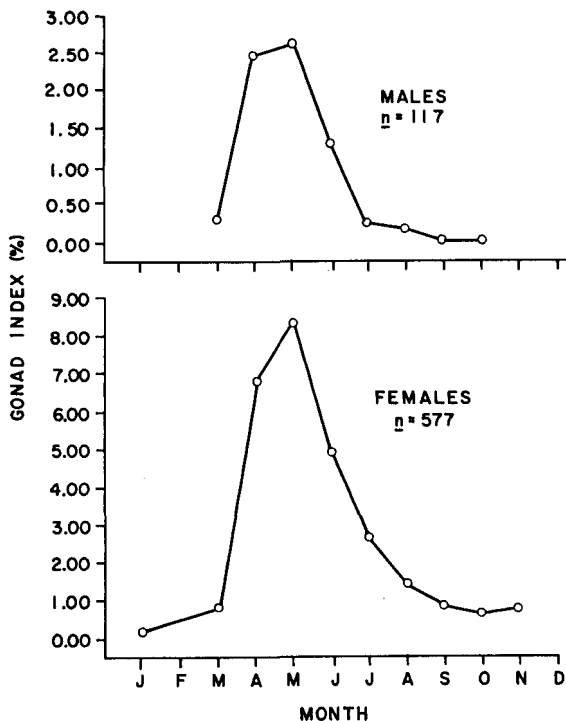 GONAD INDEX (%)
3.00
2.50
2.00
1.50
1.00
0.50
0.00
MALES
n = 117
J F M A M J J A S O N D
9.00
8.00
7.00
6.00
5.00
4.00
3.00
2.00
1.00
0.00
FEMALES
n = 577
J F M A M J J A S O N D
MONTH